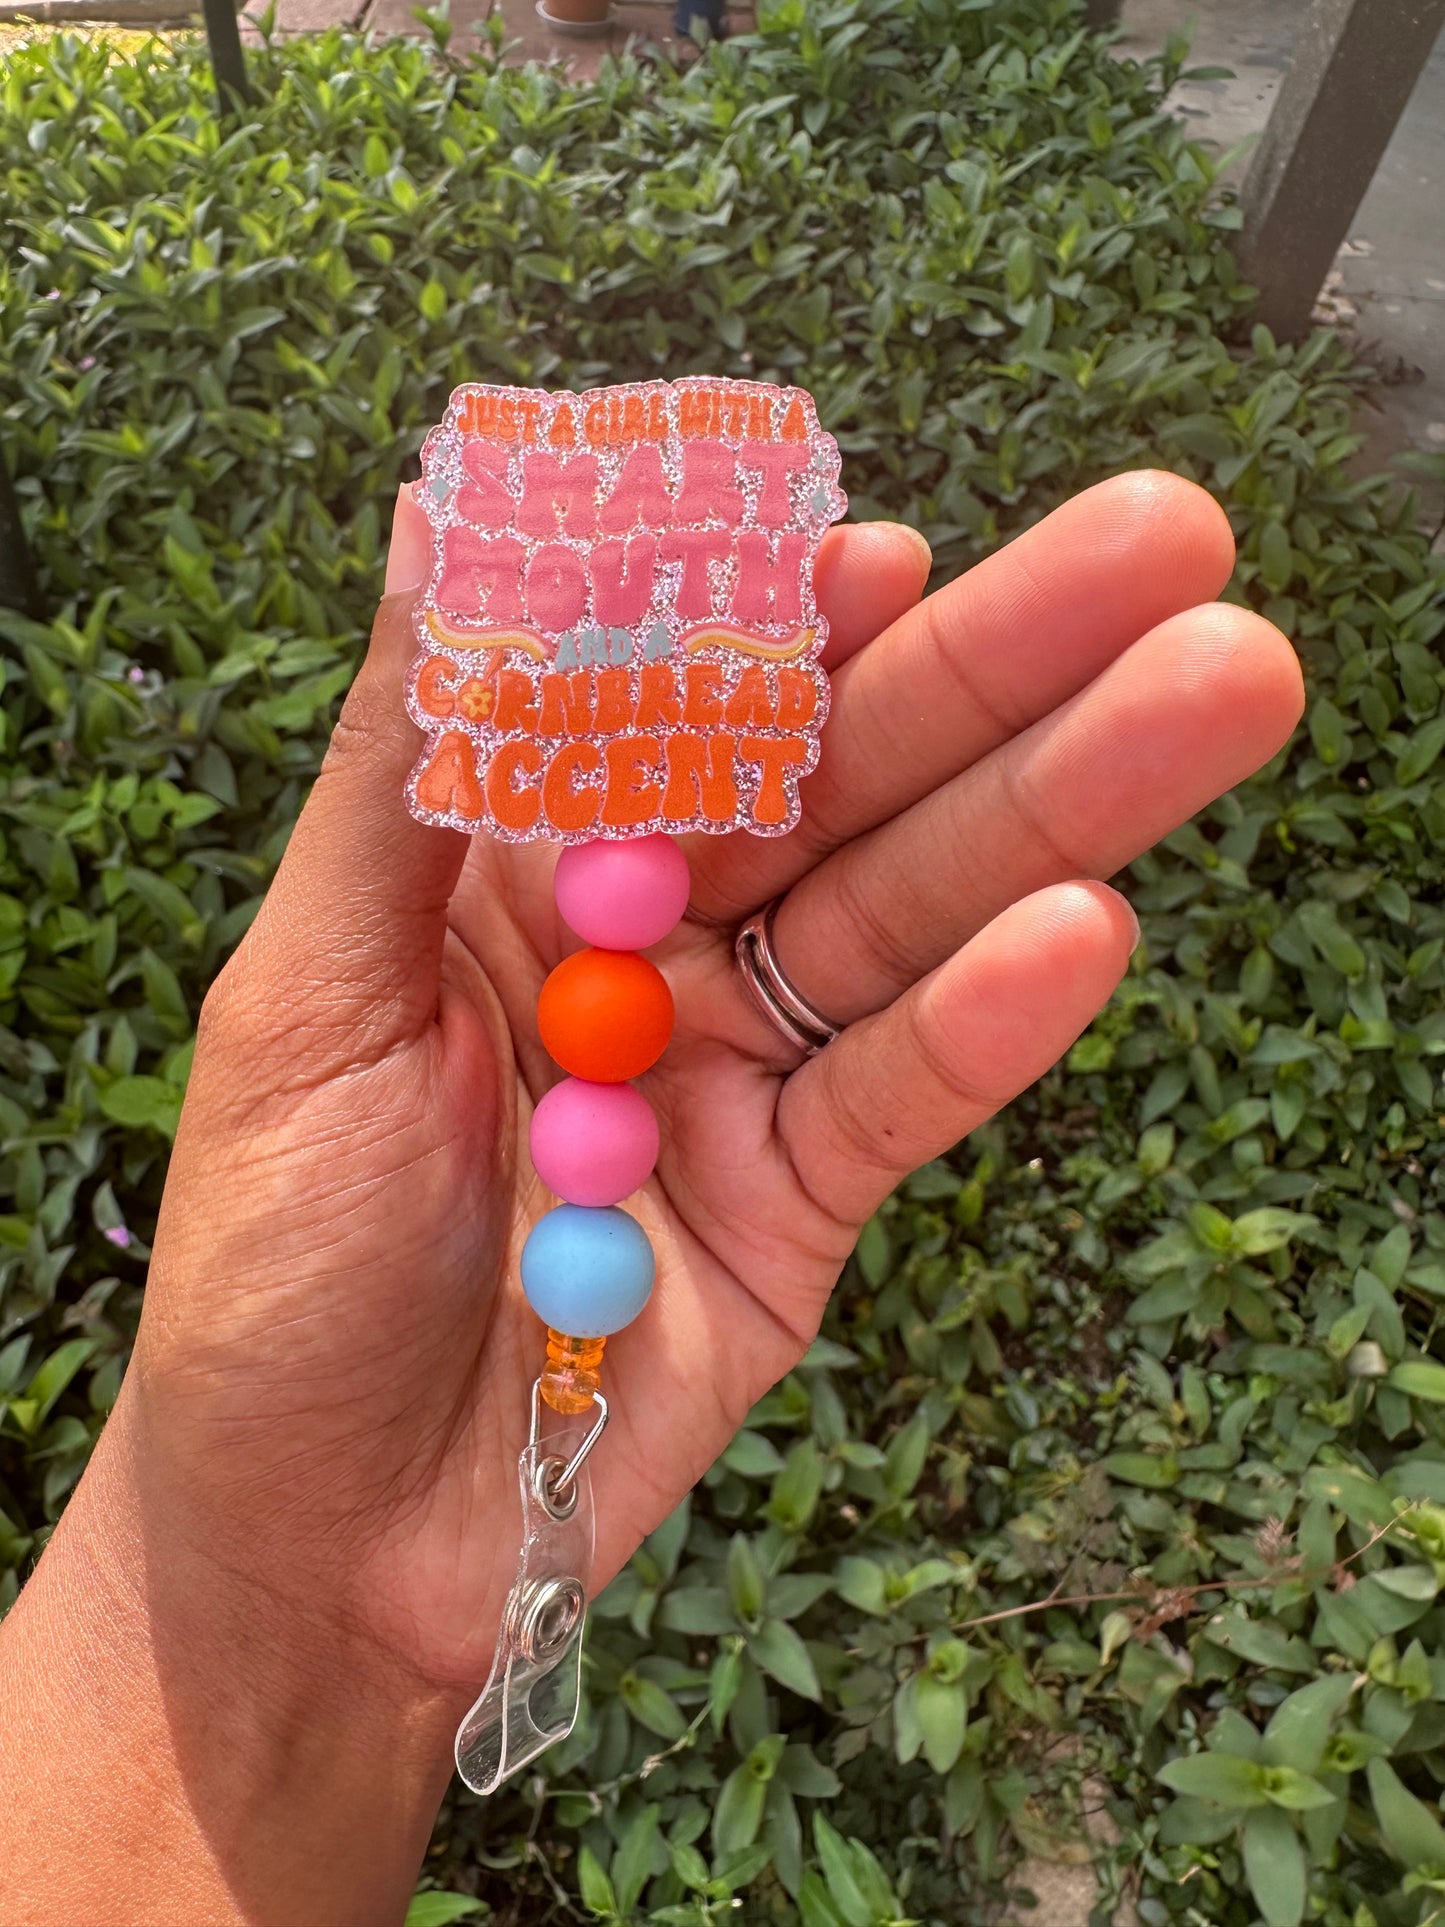 JUST A GIRL WITH A
SMART
MOUTH
AND A
CORNBREAD
ACCENT